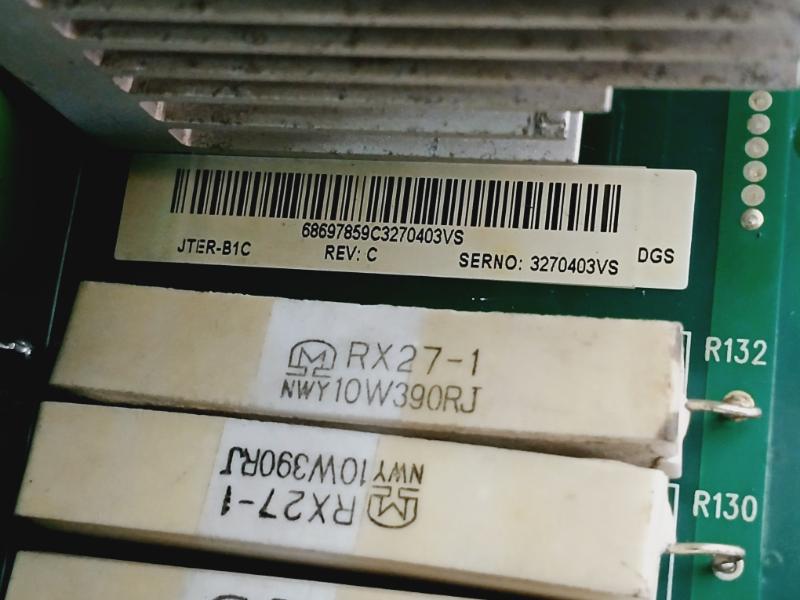 68697859C3270403VS
JTER-B1C REV: C SERNO: 3270403VS DGS
RX27-1
NWY10W390RJ
R132
NWY10W390RJ
RX27-1
R130